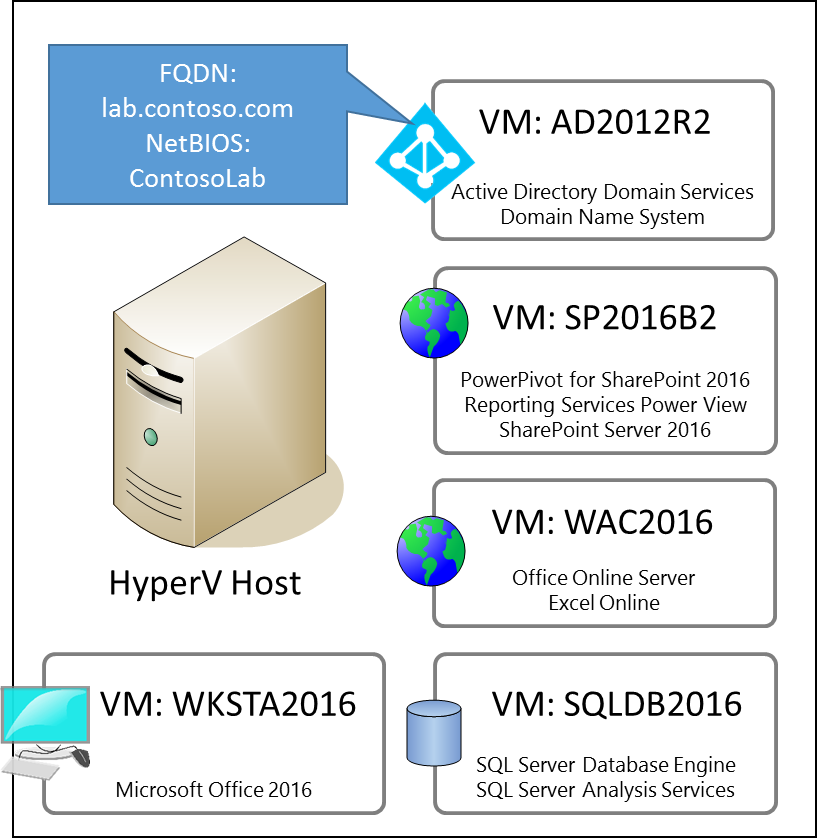 FQDN:
lab.contoso.com
NetBIOS:
ContosoLab
VM: AD2012R2
Active Directory Domain Services
Domain Name System
VM: SP2016B2
PowerPivot for SharePoint 2016
Reporting Services Power View
SharePoint Server 2016
VM: WAC2016
Office Online Server
Excel Online
HyperV Host
VM: WKSTA2016
Microsoft Office 2016
VM: SQLDB2016
SQL Server Database Engine
SQL Server Analysis Services